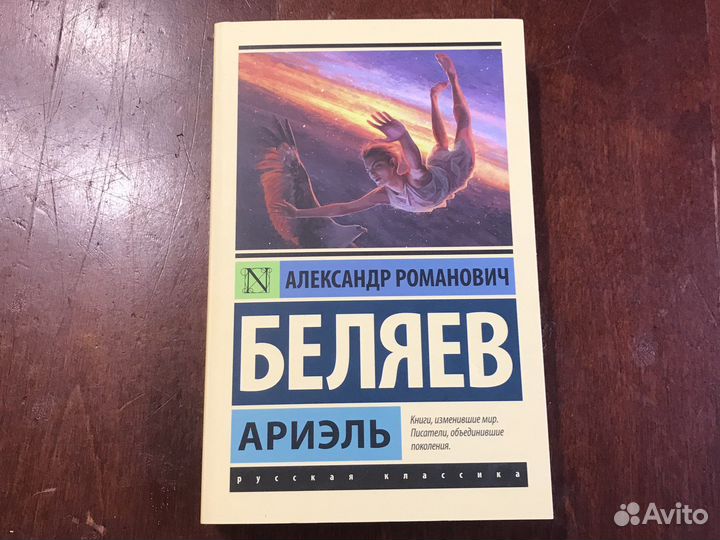 N АЛЕКСАНДР РОМАНОВИЧ
БЕЛЯЕВ
АРИЭЛЬ
Книги, изменившие мир.
Писатели, объединившие
поколения.
русская классика
Avito